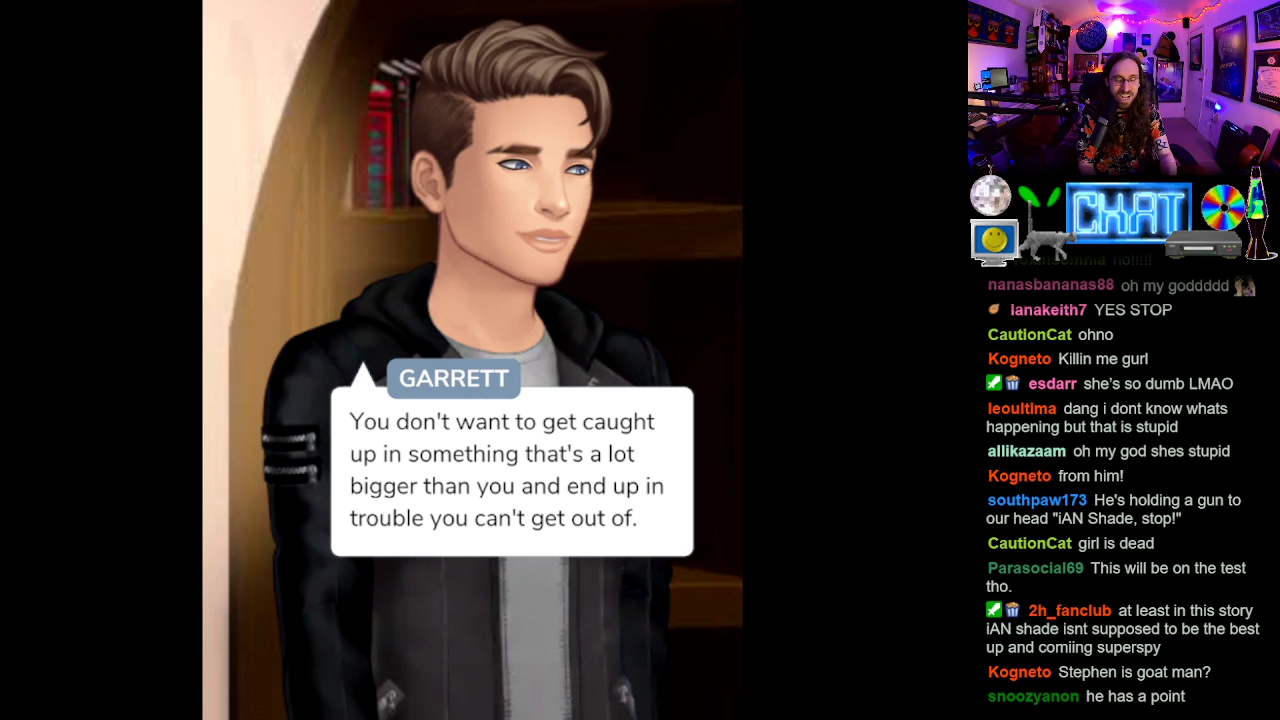 GARRETT
You don't want to get caught
up in something that's a lot
bigger than you and end up in
trouble you can't get out of.
CHAT
no!!!!!
nanasbananas88 oh my goddddd
lanakeith7 YES STOP
CautionCat ohno
Kogneto Killin me gurl
esdarr she's so dumb LMAO
leoultima dang i dont know whats
happening but that is stupid
allikazaam oh my god shes stupid
Kogneto from him!
southpaw173 He's holding a gun to
our head "iAN Shade, stop!"
CautionCat girl is dead
Parasocial69 This will be on the test
tho.
2h_fanclub at least in this story
iAN shade isnt supposed to be the best
up and comiing superspy
Kogneto Stephen is goat man?
snoozyanon he has a point